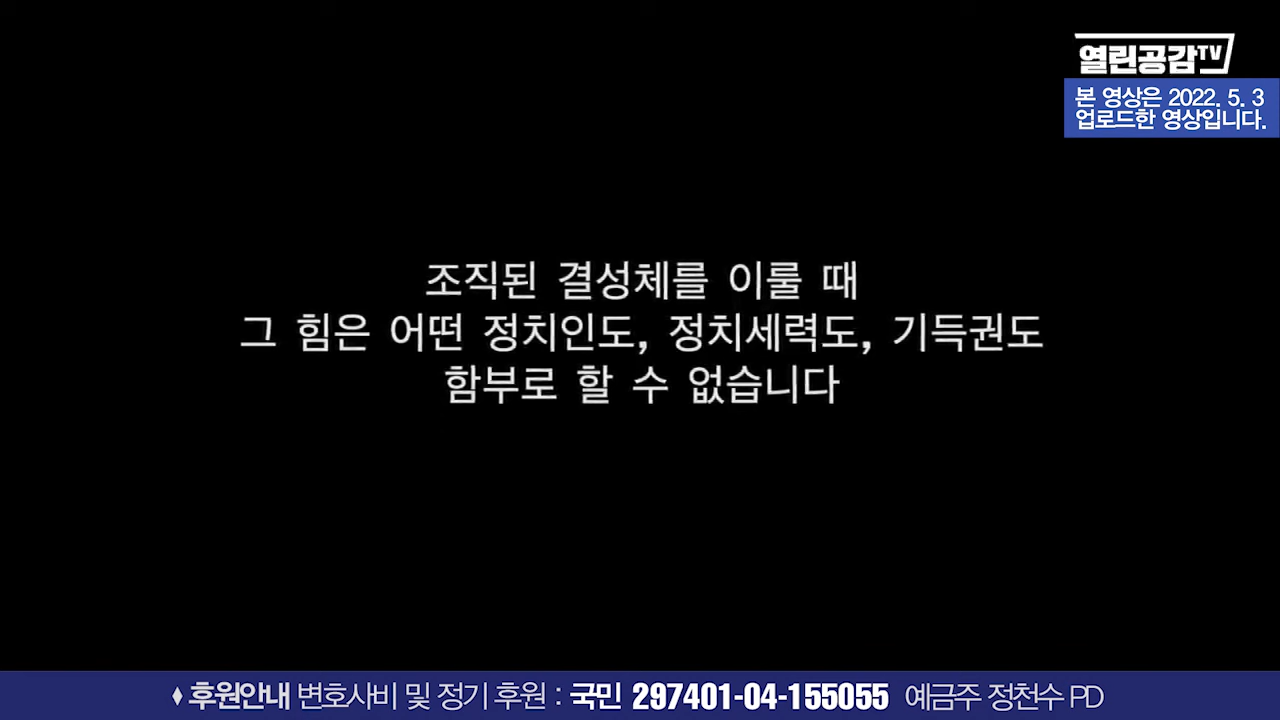 열린공감TV
본 영상은 2022. 5. 3
업로드한 영상입니다.
조직된 결성체를 이룰 때
그 힘은 어떤 정치인도, 정치세력도, 기득권도
함부로 할 수 없습니다
♦ 후원안내 변호사비 및 정기 후원 : 국민 297401-04-155055 예금주 정천수 PD